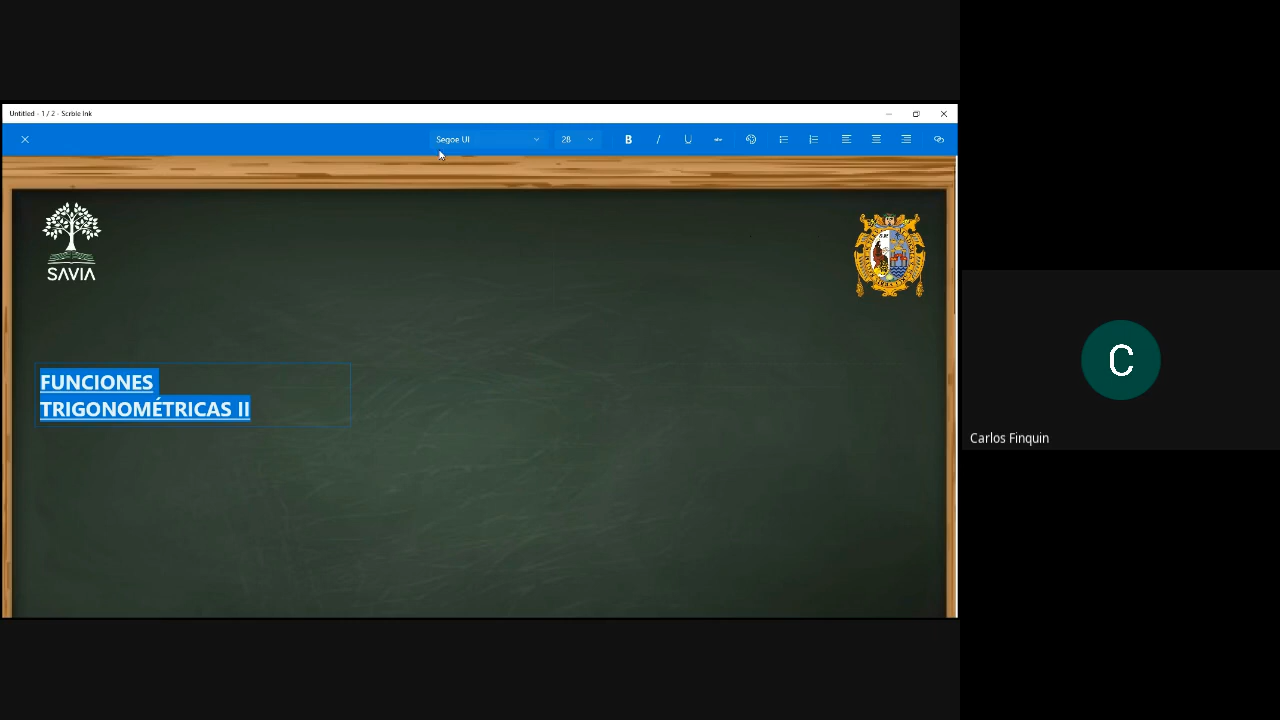 Untitled - 1 / 2 - Scrble Ink
Segoe UI
28
B
I
U
SAVIA
FUNCIONES
TRIGONOMÉTRICAS II
C
Carlos Finquin